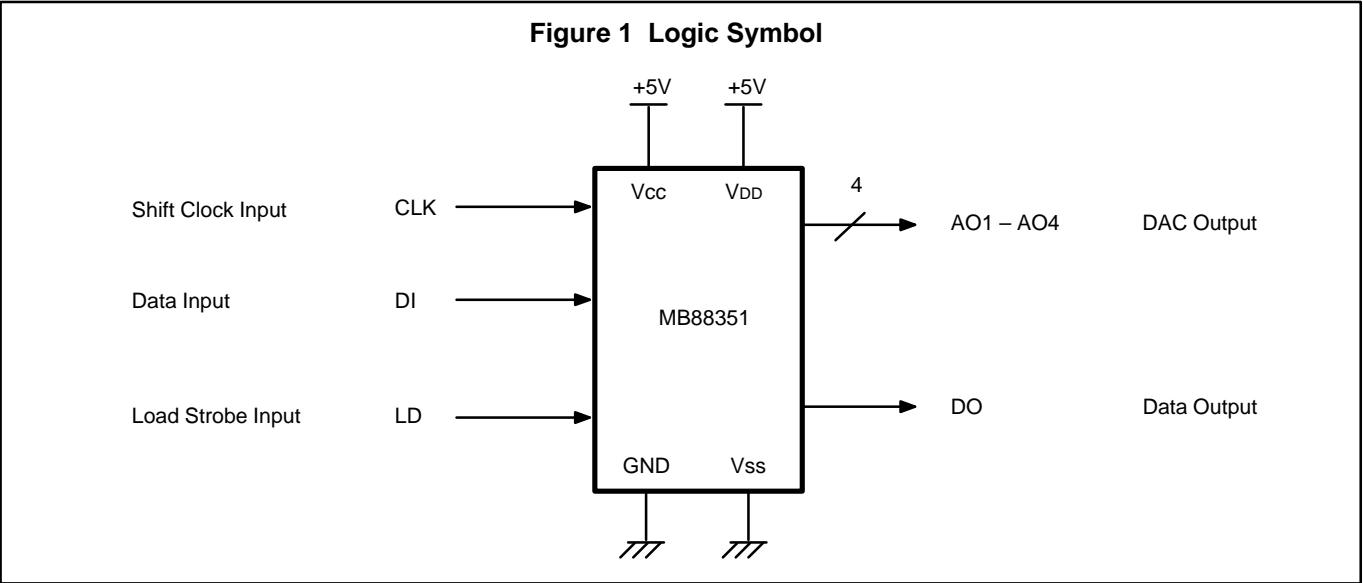 Figure 1 Logic Symbol
+5V +5V
Vcc VDD
4
Shift Clock Input CLK
AO1 – AO4 DAC Output
Data Input DI
MB88351
Load Strobe Input LD
DO Data Output
GND Vss